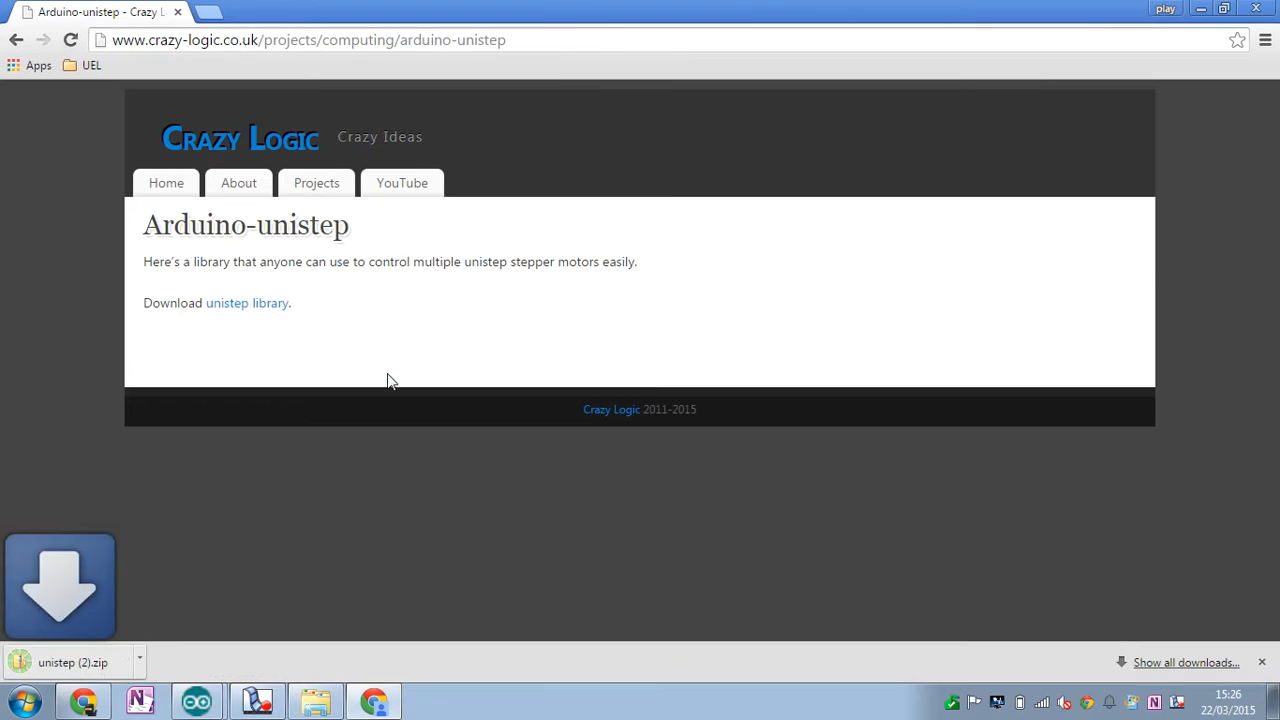 Arduino-unistep - Crazy L
play
www.crazy-logic.co.uk/projects/computing/arduino-unistep
Apps UEL
CRAZY LOGIC Crazy Ideas
Home About Projects YouTube
Arduino-unistep
Here's a library that anyone can use to control multiple unistep stepper motors easily.
Download unistep library.
Crazy Logic 2011-2015
unistep (2).zip
Show all downloads...
15:26
22/03/2015